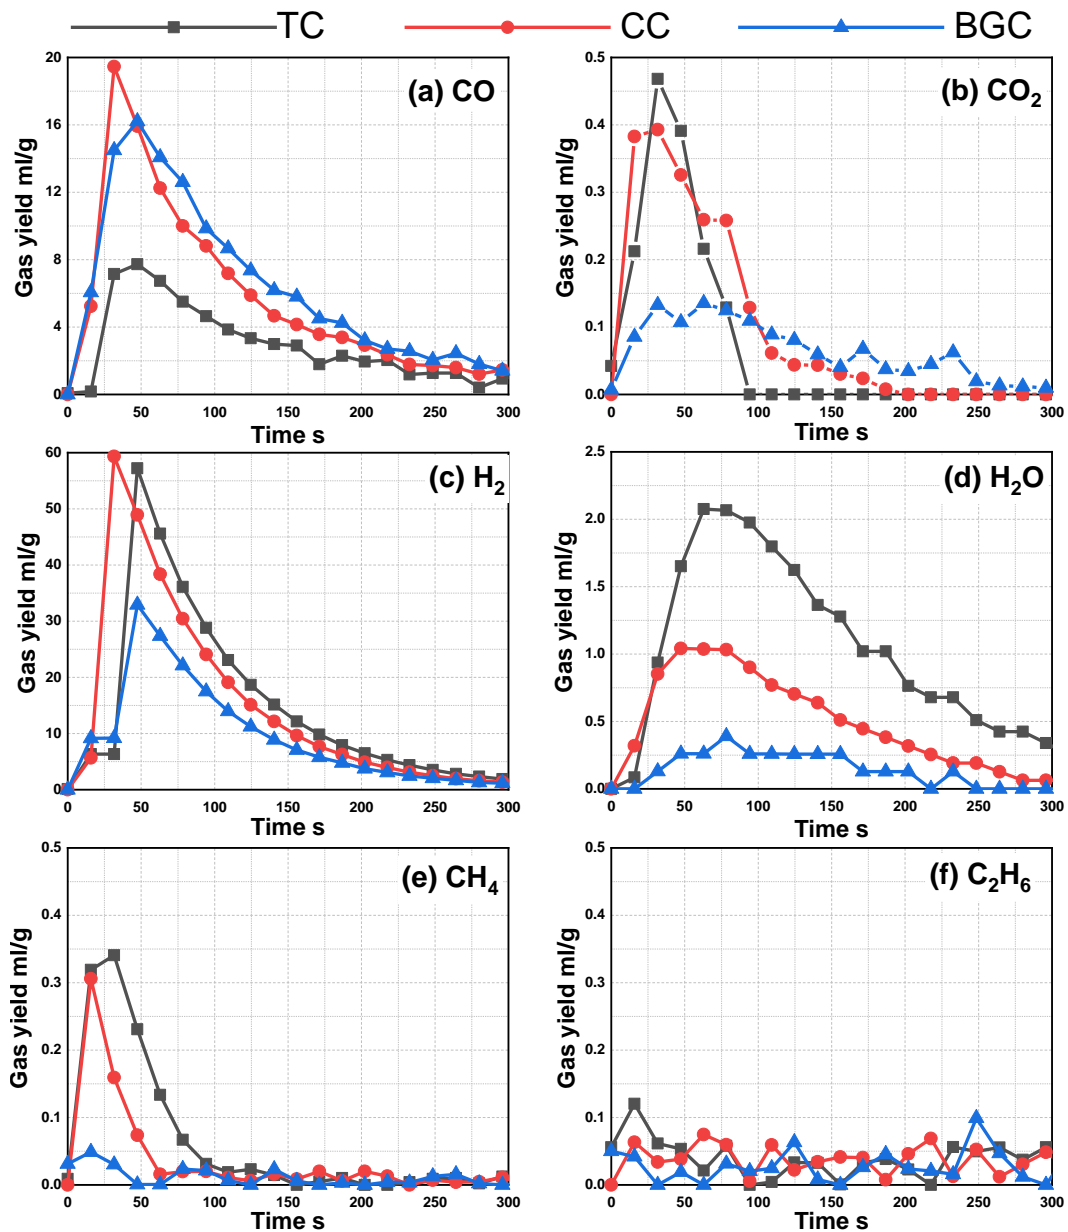 TC CC BGC
(a) CO
Gas yield ml/g
20
16
12
8
4
0
0 50 100 150 200 250 300
Time s
(b) CO₂
Gas yield ml/g
0.5
0.4
0.3
0.2
0.1
0.0
0 50 100 150 200 250 300
Time s
(c) H₂
Gas yield ml/g
60
50
40
30
20
10
0
0 50 100 150 200 250 300
Time s
(d) H₂O
Gas yield ml/g
2.5
2.0
1.5
1.0
0.5
0.0
0 50 100 150 200 250 300
Time s
(e) CH₄
Gas yield ml/g
0.5
0.4
0.3
0.2
0.1
0.0
0 50 100 150 200 250 300
Time s
(f) C₂H₆
Gas yield ml/g
0.5
0.4
0.3
0.2
0.1
0.0
0 50 100 150 200 250 300
Time s